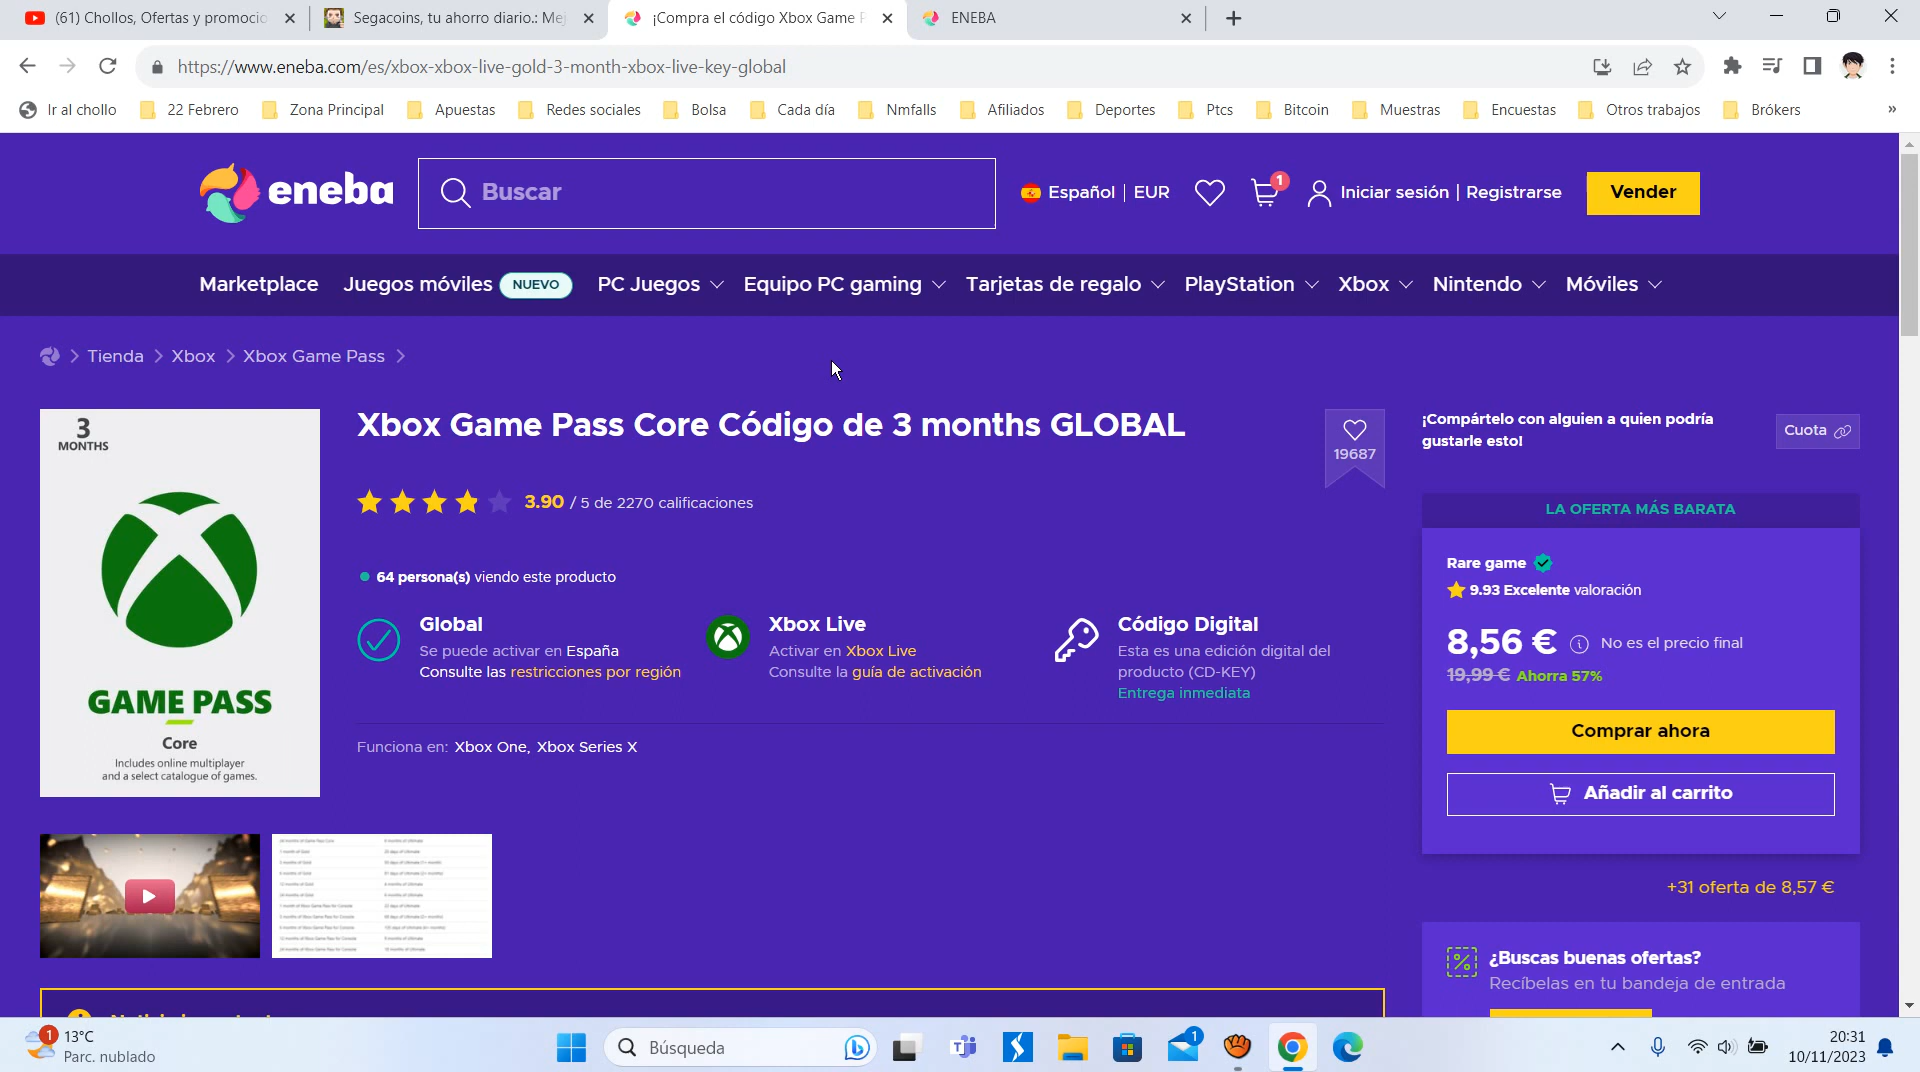 (61) Chollos, Ofertas y promocio
Segacoins, tu ahorro diario.: Mej
¡Compra el código Xbox Game P
ENEBA
https://www.eneba.com/es/xbox-xbox-live-gold-3-month-xbox-live-key-global
Ir al chollo
22 Febrero
Zona Principal
Apuestas
Redes sociales
Bolsa
Cada día
Nmfalls
Afiliados
Deportes
Ptcs
Bitcoin
Muestras
Encuestas
Otros trabajos
Brókers
»
eneba
Buscar
Español | EUR
1
Iniciar sesión | Registrarse
Vender
Marketplace
Juegos móviles NUEVO
PC Juegos
Equipo PC gaming
Tarjetas de regalo
PlayStation
Xbox
Nintendo
Móviles
Tienda
Xbox
Xbox Game Pass
3
MONTHS
GAME PASS
Core
Includes online multiplayer
and a select catalogue of games.
Xbox Game Pass Core Código de 3 months GLOBAL
19687
3.90 / 5 de 2270 calificaciones
64 persona(s) viendo este producto
Global
Se puede activar en España
Consulte las restricciones por región
Xbox Live
Activar en Xbox Live
Consulte la guía de activación
Código Digital
Esta es una edición digital del
producto (CD-KEY)
Entrega inmediata
Funciona en: Xbox One, Xbox Series X
¡Compártelo con alguien a quien podría
gustarle esto!
Cuota
LA OFERTA MÁS BARATA
Rare game
9.93 Excelente valoración
8,56 € No es el precio final
19,99 € Ahorra 57%
Comprar ahora
Añadir al carrito
+31 oferta de 8,57 €
¿Buscas buenas ofertas?
Recíbelas en tu bandeja de entrada
1
13°C
Parc. nublado
Búsqueda
1
20:31
10/11/2023